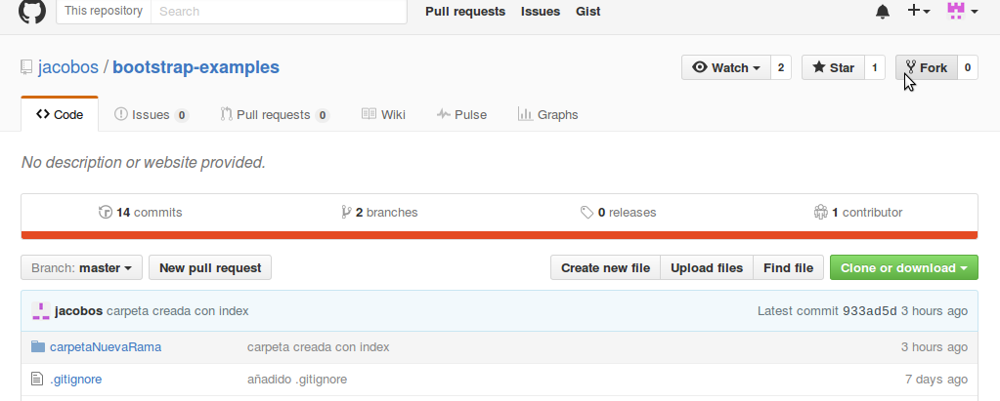 This repository Search Pull requests Issues Gist
jacobos / bootstrap-examples Watch 2 Star 1 Fork 0
Code Issues 0 Pull requests 0 Wiki Pulse Graphs
No description or website provided.
14 commits 2 branches 0 releases 1 contributor
Branch: master New pull request Create new file Upload files Find file Clone or download
jacobos carpeta creada con index Latest commit 933ad5d 3 hours ago
carpetaNuevaRama carpeta creada con index 3 hours ago
.gitignore añadido .gitignore 7 days ago